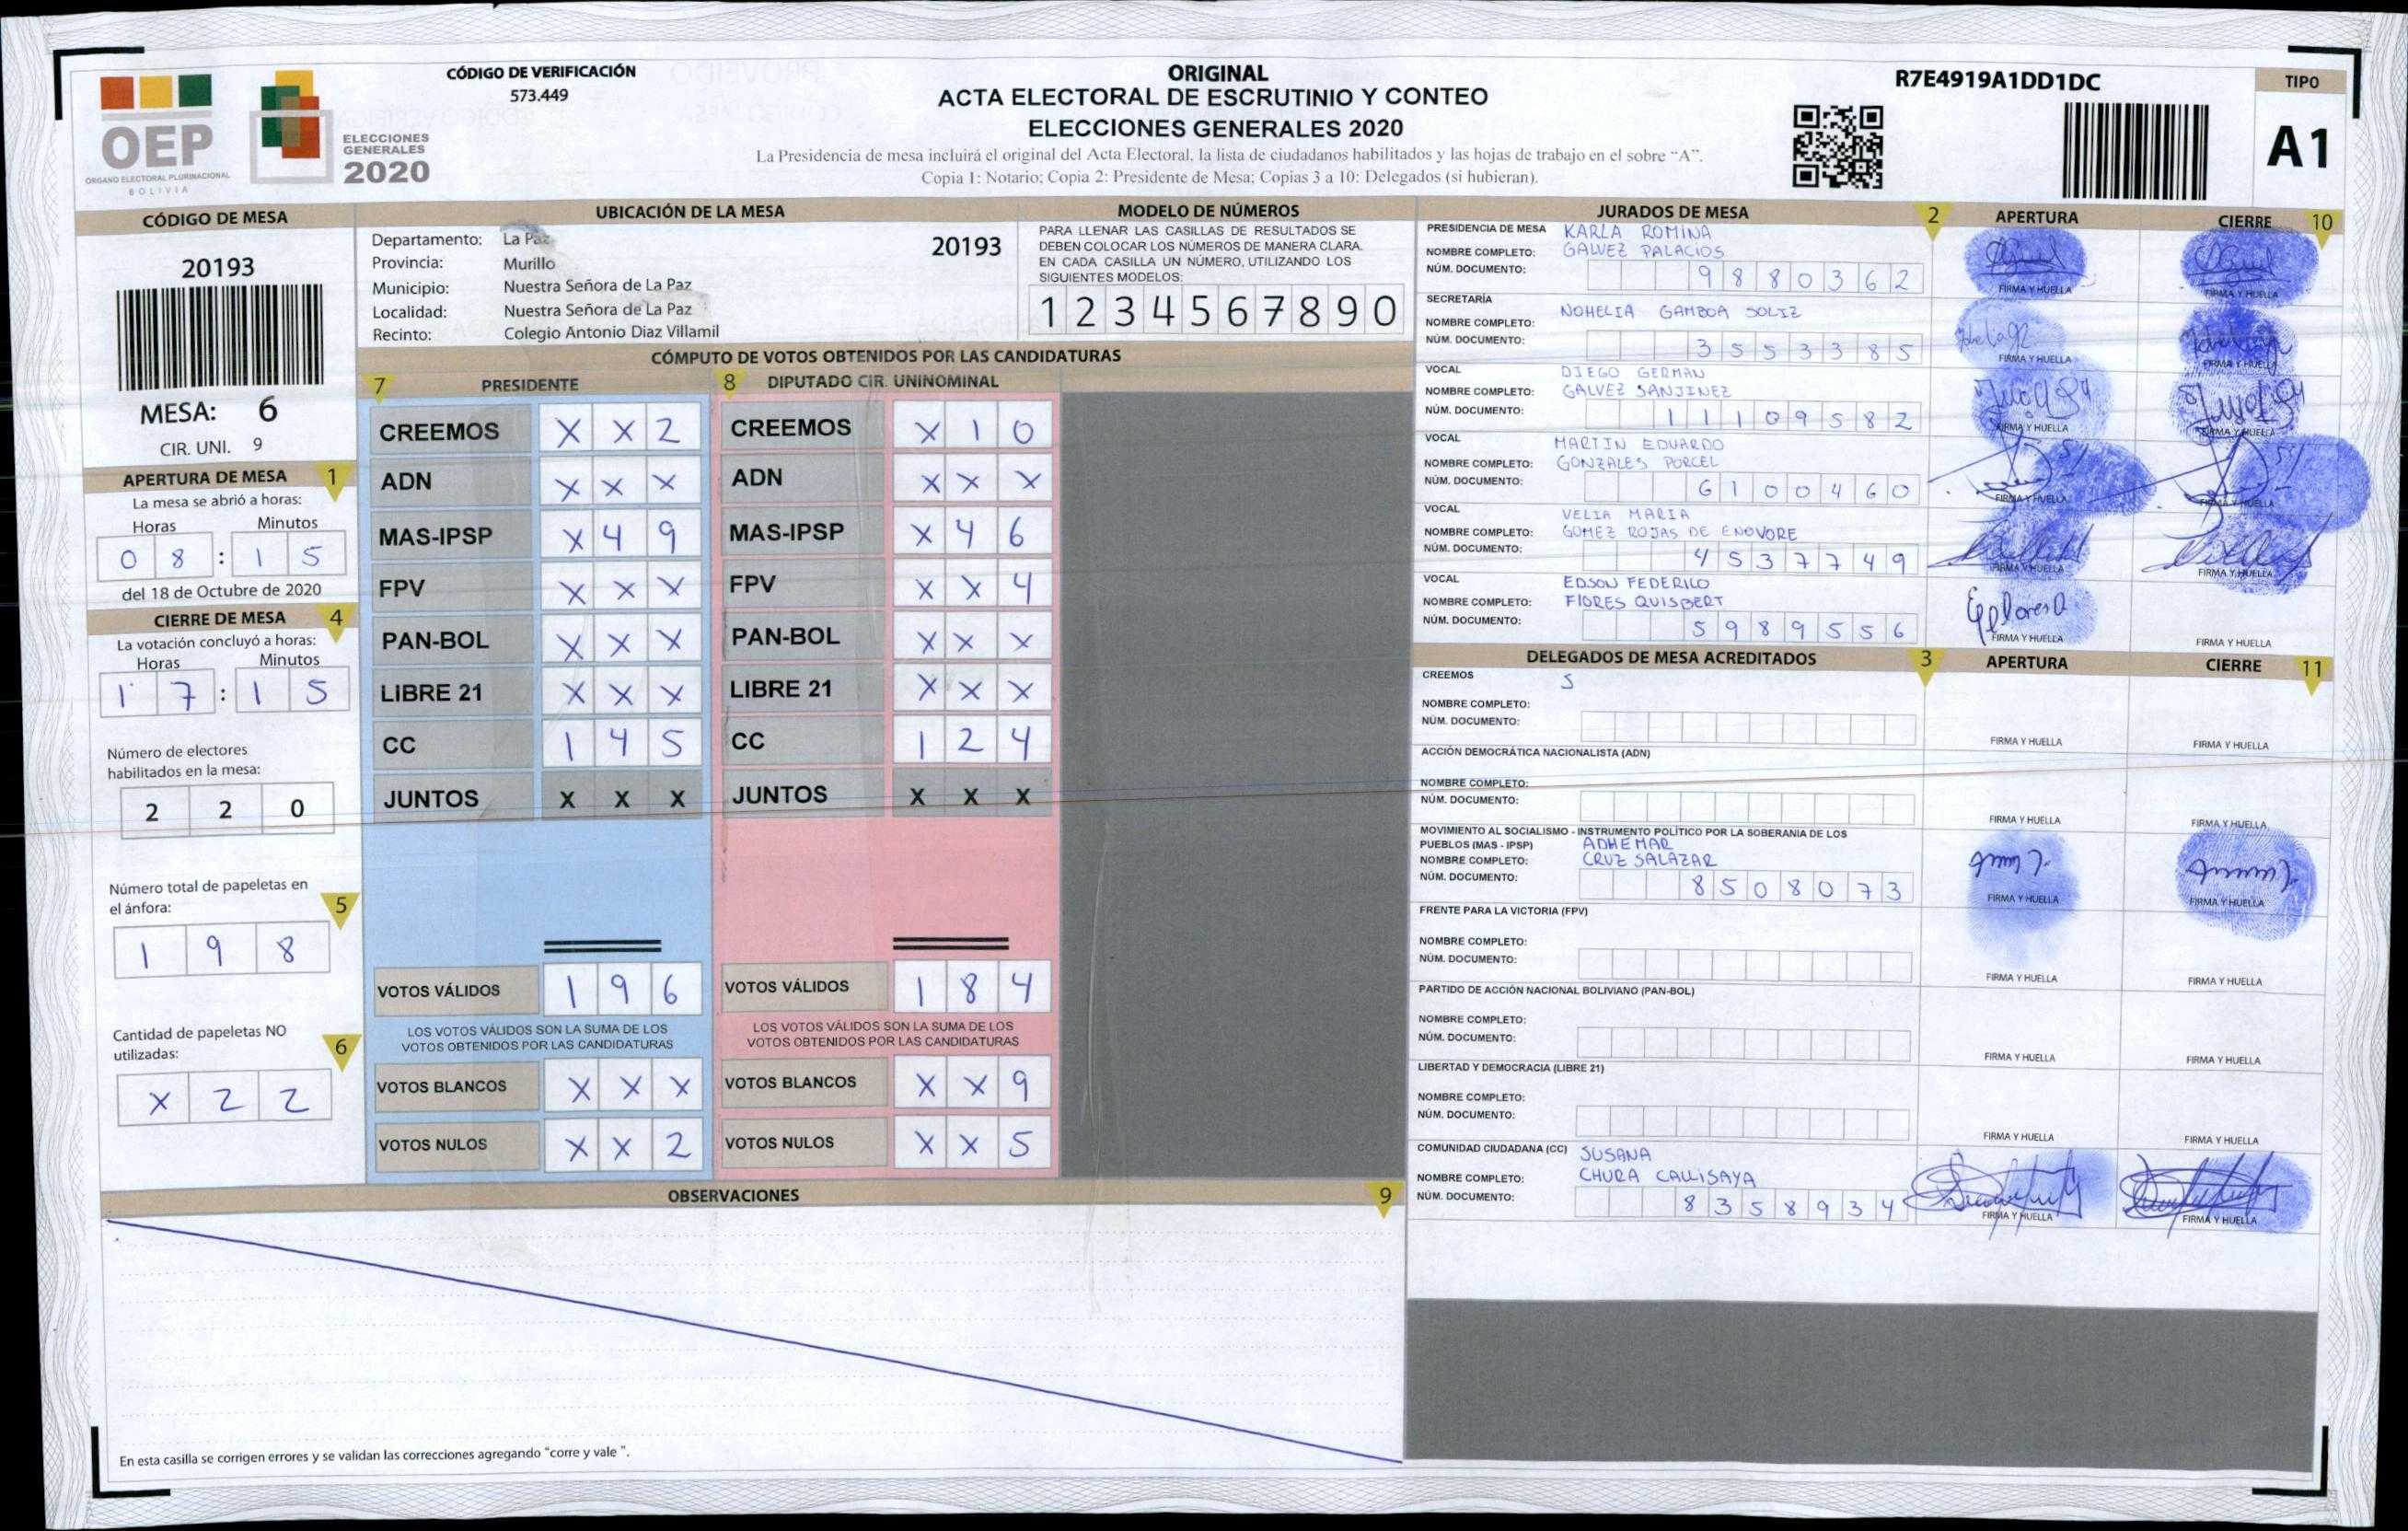 CÓDIGO DE VERIFICACIÓN
573.449
ORIGINAL
ACTA ELECTORAL DE ESCRUTINIO Y CONTEO
ELECCIONES GENERALES 2020
La Presidencia de mesa incluirá el original del Acta Electoral, la lista de ciudadanos habilitados y las hojas de trabajo en el sobre “A”.
Copia 1: Notario; Copia 2: Presidente de Mesa; Copias 3 a 10: Delegados (si hubieran).
R7E4919A1DD1DC
TIPO
A1
OEP
ÓRGANO ELECTORAL PLURINACIONAL
BOLIVIA
ELECCIONES
GENERALES
2020
CÓDIGO DE MESA
20193
MESA: 6
CIR. UNI. 9
APERTURA DE MESA 1
La mesa se abrió a horas:
Horas Minutos
0 8 : 1 5
del 18 de Octubre de 2020
CIERRE DE MESA 4
La votación concluyó a horas:
Horas Minutos
1 7 : 1 5
Número de electores
habilitados en la mesa:
2 2 0
Número total de papeletas en
el ánfora: 5
1 9 8
Cantidad de papeletas NO
utilizadas: 6
X 2 2
UBICACIÓN DE LA MESA
Departamento: La Paz
20193
Provincia: Murillo
Municipio: Nuestra Señora de La Paz
Localidad: Nuestra Señora de La Paz
Recinto: Colegio Antonio Diaz Villamil
MODELO DE NÚMEROS
PARA LLENAR LAS CASILLAS DE RESULTADOS SE
DEBEN COLOCAR LOS NÚMEROS DE MANERA CLARA.
EN CADA CASILLA UN NÚMERO, UTILIZANDO LOS
SIGUIENTES MODELOS:
1 2 3 4 5 6 7 8 9 0
CÓMPUTO DE VOTOS OBTENIDOS POR LAS CANDIDATURAS
7 PRESIDENTE
CREEMOS X X 2
ADN X X X
MAS-IPSP X 4 9
FPV X X X
PAN-BOL X X X
LIBRE 21 X X X
CC 1 4 5
JUNTOS X X X
VOTOS VÁLIDOS 1 9 6
LOS VOTOS VÁLIDOS SON LA SUMA DE LOS
VOTOS OBTENIDOS POR LAS CANDIDATURAS
VOTOS BLANCOS X X X
VOTOS NULOS X X 2
8 DIPUTADO CIR. UNINOMINAL
CREEMOS X 1 0
ADN X X X
MAS-IPSP X 4 6
FPV X X 4
PAN-BOL X X X
LIBRE 21 X X X
CC 1 2 4
JUNTOS X X X
VOTOS VÁLIDOS 1 8 4
LOS VOTOS VÁLIDOS SON LA SUMA DE LOS
VOTOS OBTENIDOS POR LAS CANDIDATURAS
VOTOS BLANCOS X X 9
VOTOS NULOS X X 5
OBSERVACIONES 9
En esta casilla se corrigen errores y se validan las correcciones agregando “corre y vale ”.
JURADOS DE MESA 2 APERTURA CIERRE 10
PRESIDENCIA DE MESA KARLA ROMINA
NOMBRE COMPLETO: GALVEZ PALACIOS
NÚM. DOCUMENTO: 9 8 8 0 3 6 2
FIRMA Y HUELLA FIRMA Y HUELLA
SECRETARÍA
NOMBRE COMPLETO: NOHELIA GAMBOA SOLIZ
NÚM. DOCUMENTO: 3 5 5 3 3 8 5
FIRMA Y HUELLA FIRMA Y HUELLA
VOCAL DIEGO GERMAN
NOMBRE COMPLETO: GALVEZ SANJINEZ
NÚM. DOCUMENTO: 1 1 1 0 9 5 8 2
FIRMA Y HUELLA FIRMA Y HUELLA
VOCAL MARTIN EDUARDO
NOMBRE COMPLETO: GONZALES PORCEL
NÚM. DOCUMENTO: 6 1 0 0 4 6 0
FIRMA Y HUELLA FIRMA Y HUELLA
VOCAL VELIA MARIA
NOMBRE COMPLETO: GOMEZ ROJAS DE ENOVORE
NÚM. DOCUMENTO: 4 5 3 7 7 4 9
FIRMA Y HUELLA FIRMA Y HUELLA
VOCAL EDSON FEDERICO
NOMBRE COMPLETO: FLORES QUISBERT
NÚM. DOCUMENTO: 5 9 8 9 5 5 6
FIRMA Y HUELLA FIRMA Y HUELLA
DELEGADOS DE MESA ACREDITADOS 3 APERTURA CIERRE 11
CREEMOS S
NOMBRE COMPLETO:
NÚM. DOCUMENTO:
FIRMA Y HUELLA FIRMA Y HUELLA
ACCIÓN DEMOCRÁTICA NACIONALISTA (ADN)
NOMBRE COMPLETO:
NÚM. DOCUMENTO:
FIRMA Y HUELLA FIRMA Y HUELLA
MOVIMIENTO AL SOCIALISMO - INSTRUMENTO POLÍTICO POR LA SOBERANIA DE LOS
PUEBLOS (MAS - IPSP) ADHEMAR
NOMBRE COMPLETO: CRUZ SALAZAR
NÚM. DOCUMENTO: 8 5 0 8 0 7 3
FIRMA Y HUELLA FIRMA Y HUELLA
FRENTE PARA LA VICTORIA (FPV)
NOMBRE COMPLETO:
NÚM. DOCUMENTO:
FIRMA Y HUELLA FIRMA Y HUELLA
PARTIDO DE ACCIÓN NACIONAL BOLIVIANO (PAN-BOL)
NOMBRE COMPLETO:
NÚM. DOCUMENTO:
FIRMA Y HUELLA FIRMA Y HUELLA
LIBERTAD Y DEMOCRACIA (LIBRE 21)
NOMBRE COMPLETO:
NÚM. DOCUMENTO:
FIRMA Y HUELLA FIRMA Y HUELLA
COMUNIDAD CIUDADANA (CC) SUSANA
NOMBRE COMPLETO: CHURA CALLISAYA
NÚM. DOCUMENTO: 8 3 5 8 9 3 4
FIRMA Y HUELLA FIRMA Y HUELLA